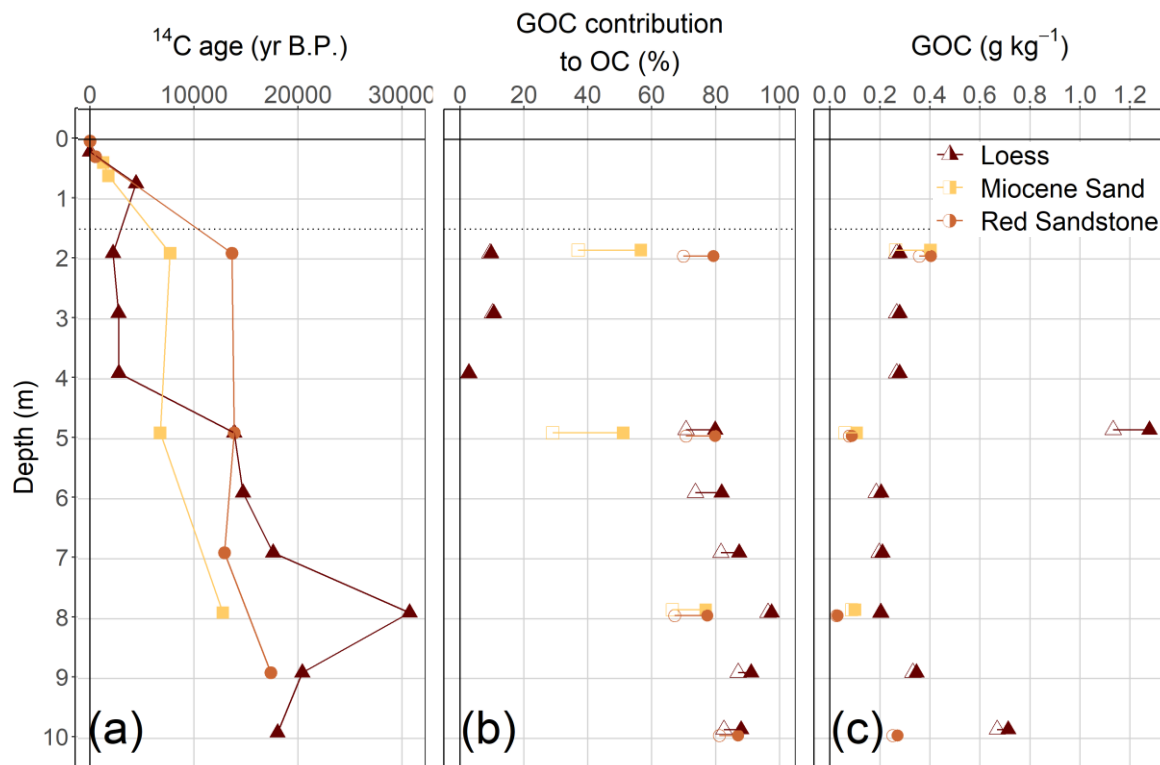 ¹⁴C age (yr B.P.)
GOC contribution
to OC (%)
GOC (g kg⁻¹)
0 10000 20000 30000
0 20 40 60 80 100
0.0 0.2 0.4 0.6 0.8 1.0 1.2
Depth (m)
0
1
2
3
4
5
6
7
8
9
10
Loess
Miocene Sand
Red Sandstone
(a)
(b)
(c)